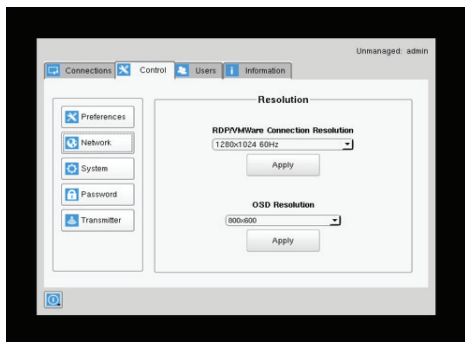 Unmanaged: admin
Connections Control Users Information
Resolution
Preferences
Network
System
Password
Transmitter
RDP/VMWare Connection Resolution
1280x1024 60Hz
Apply
OSD Resolution
800x600
Apply